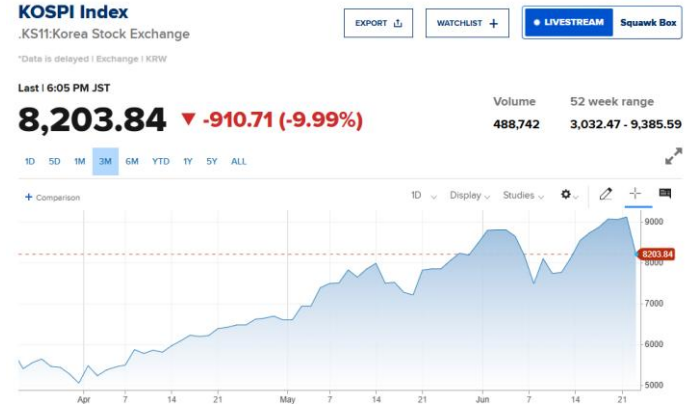 KOSPI Index
.KS11:Korea Stock Exchange
*Data is delayed | Exchange | KRW
EXPORT
WATCHLIST +
LIVESTREAM
Squawk Box
Last | 6:05 PM JST
8,203.84 ▼ -910.71 (-9.99%)
Volume
488,742
52 week range
3,032.47 - 9,385.59
1D 5D 1M 3M 6M YTD 1Y 5Y ALL
+ Comparison
1D Display Studies
9000
8203.84
8000
7000
6000
5000
Apr 7 14 21 May 7 14 21 Jun 7 14 21